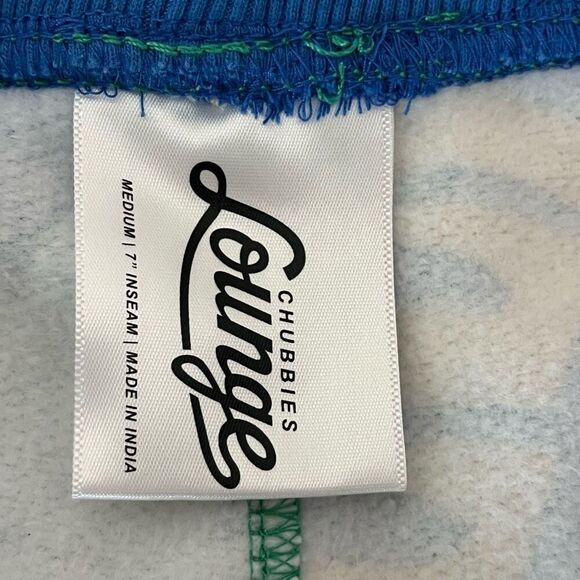 CHUBBIES
Lounge
MEDIUM | 7" INSEAM | MADE IN INDIA